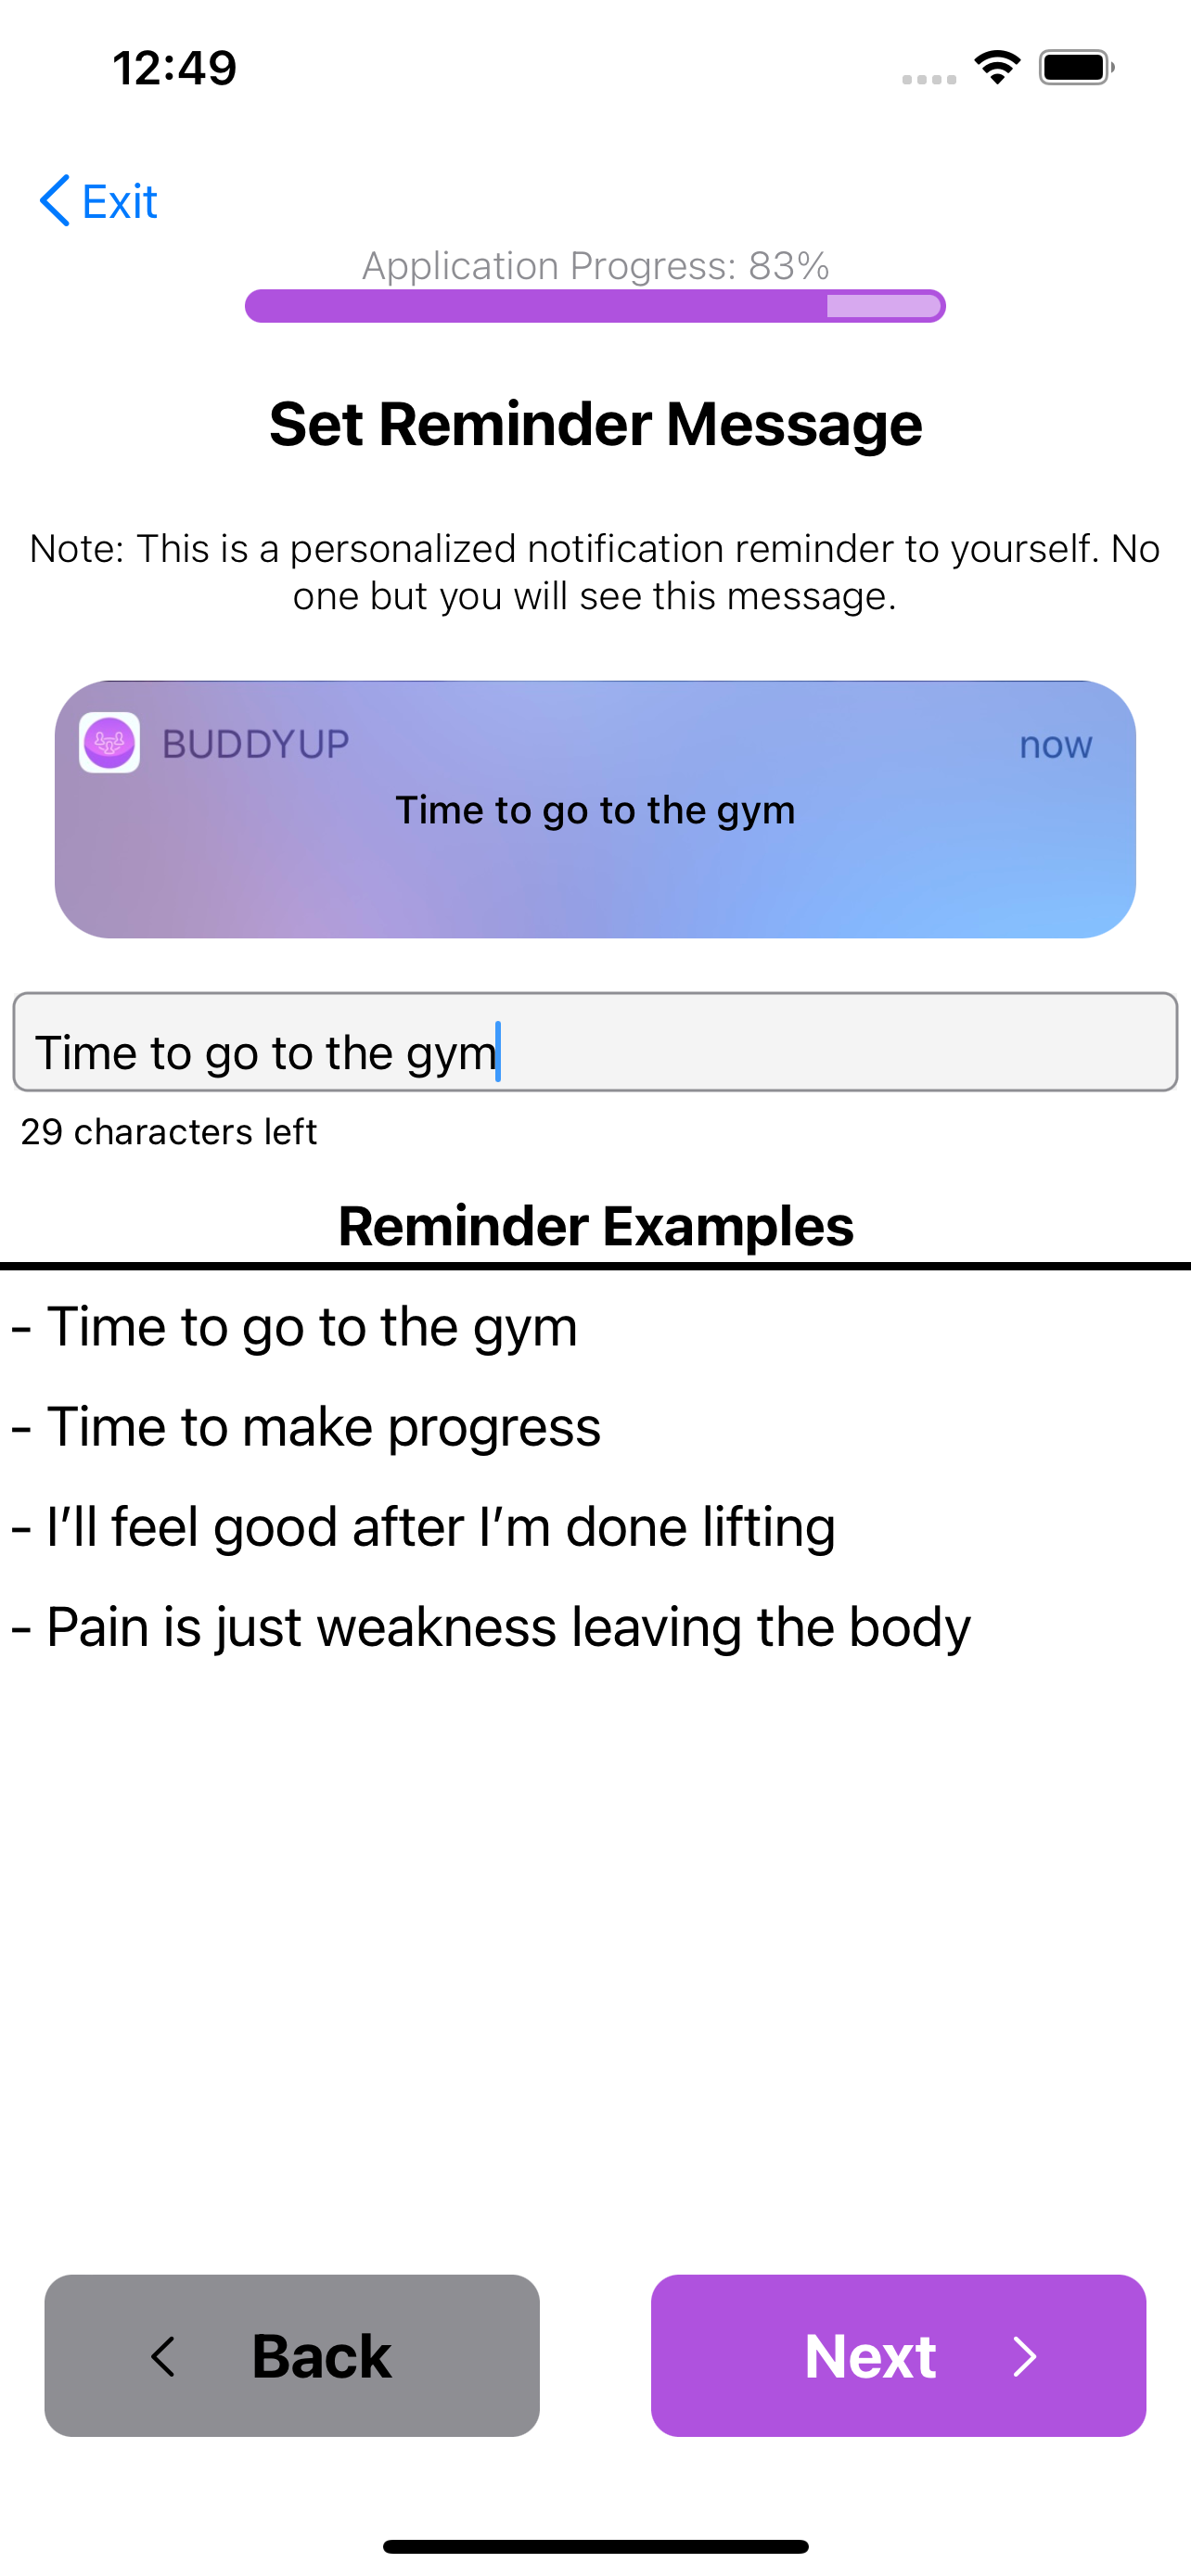 12:49
Exit
Application Progress: 83%
Set Reminder Message
Note: This is a personalized notification reminder to yourself. No
one but you will see this message.
BUDDYUP
now
Time to go to the gym
Time to go to the gym
29 characters left
Reminder Examples
- Time to go to the gym
- Time to make progress
- I’ll feel good after I’m done lifting
- Pain is just weakness leaving the body
Back
Next